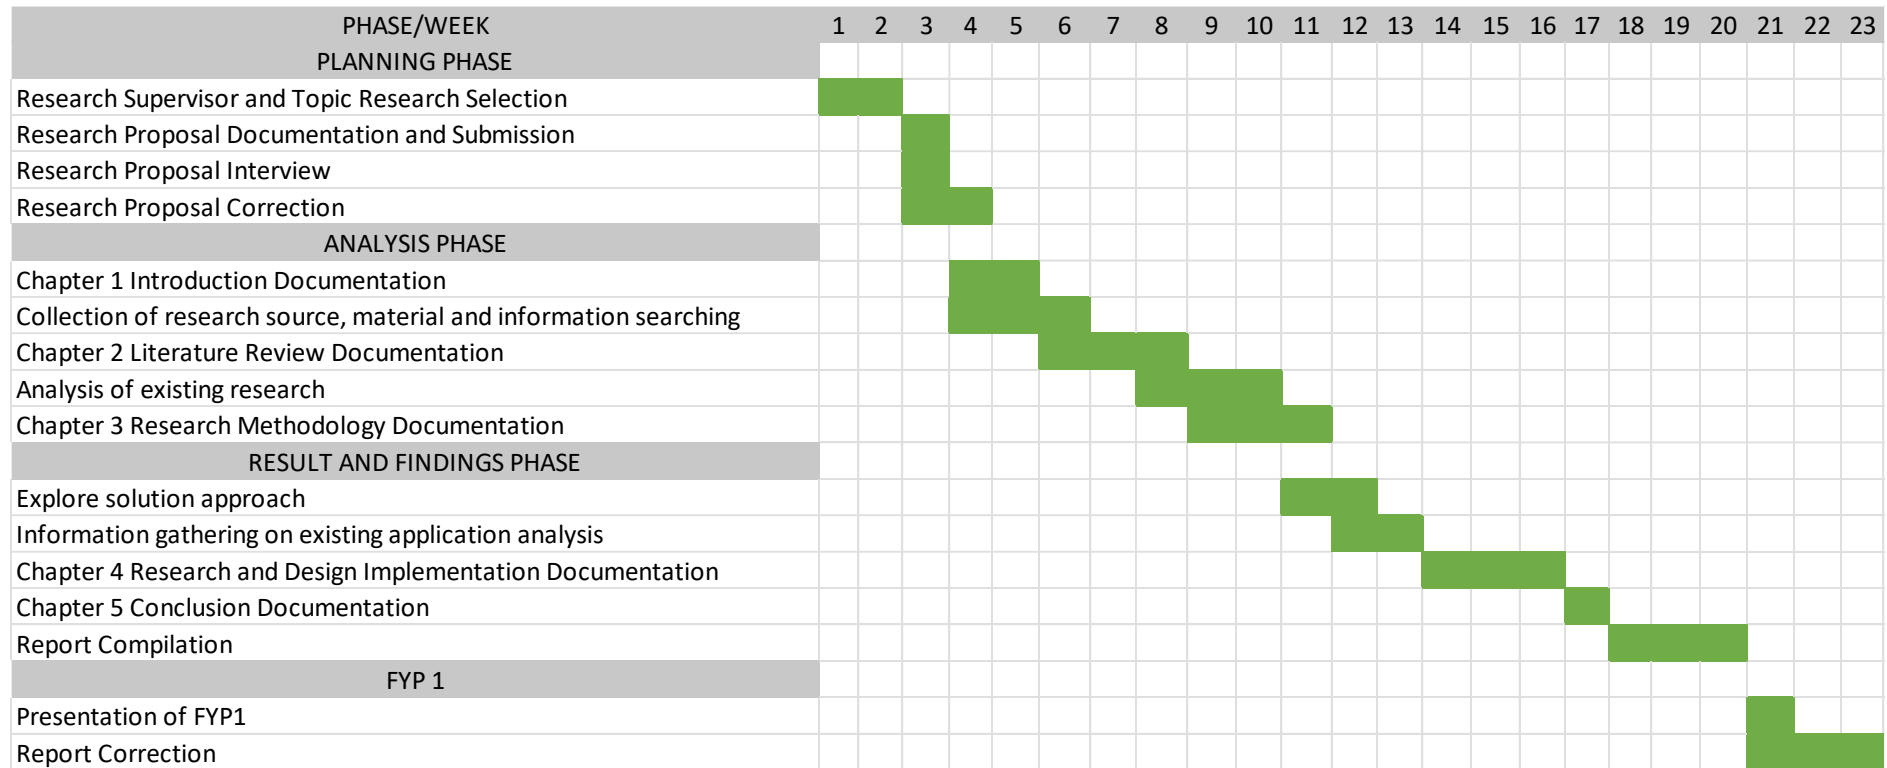 PHASE/WEEK 1 2 3 4 5 6 7 8 9 10 11 12 13 14 15 16 17 18 19 20 21 22 23
PLANNING PHASE
Research Supervisor and Topic Research Selection
Research Proposal Documentation and Submission
Research Proposal Interview
Research Proposal Correction
ANALYSIS PHASE
Chapter 1 Introduction Documentation
Collection of research source, material and information searching
Chapter 2 Literature Review Documentation
Analysis of existing research
Chapter 3 Research Methodology Documentation
RESULT AND FINDINGS PHASE
Explore solution approach
Information gathering on existing application analysis
Chapter 4 Research and Design Implementation Documentation
Chapter 5 Conclusion Documentation
Report Compilation
FYP 1
Presentation of FYP1
Report Correction